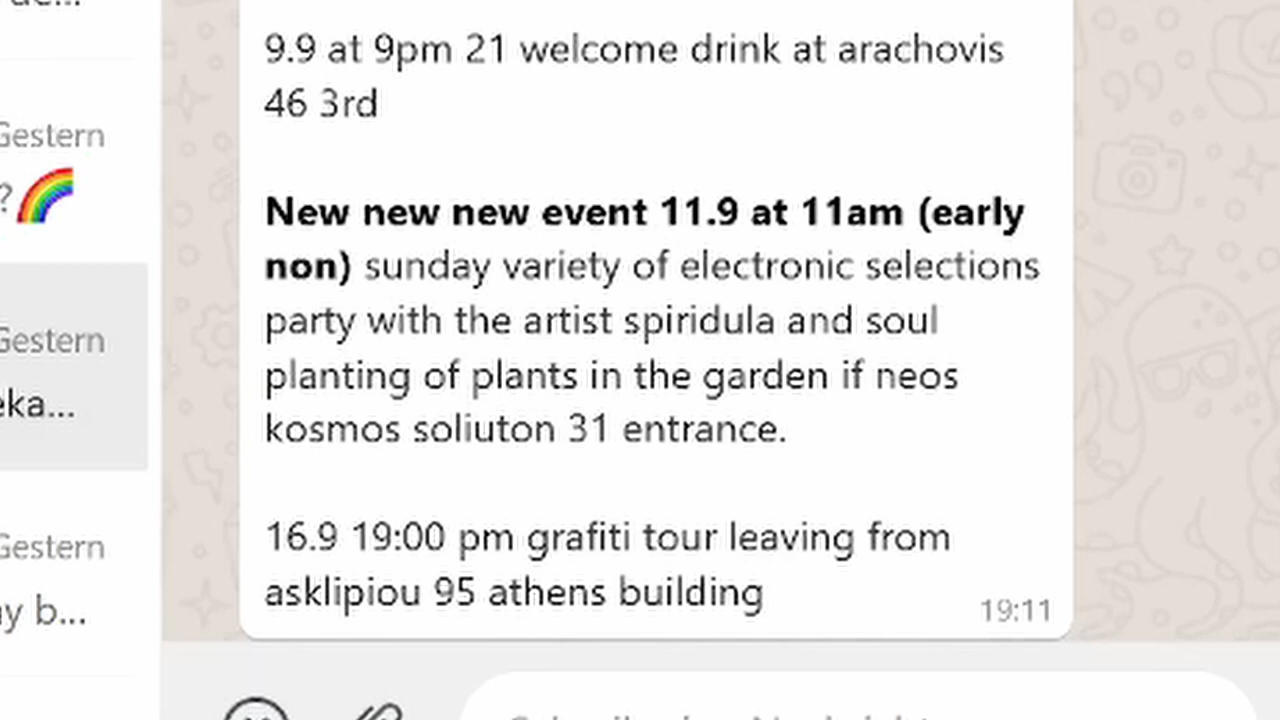 9.9 at 9pm 21 welcome drink at arachovis
46 3rd
Gestern
?
New new new event 11.9 at 11am (early
non) sunday variety of electronic selections
party with the artist spiridula and soul
planting of plants in the garden if neos
kosmos soliuton 31 entrance.
Gestern
eka...
16.9 19:00 pm grafiti tour leaving from
asklipiou 95 athens building
19:11
Gestern
y b...